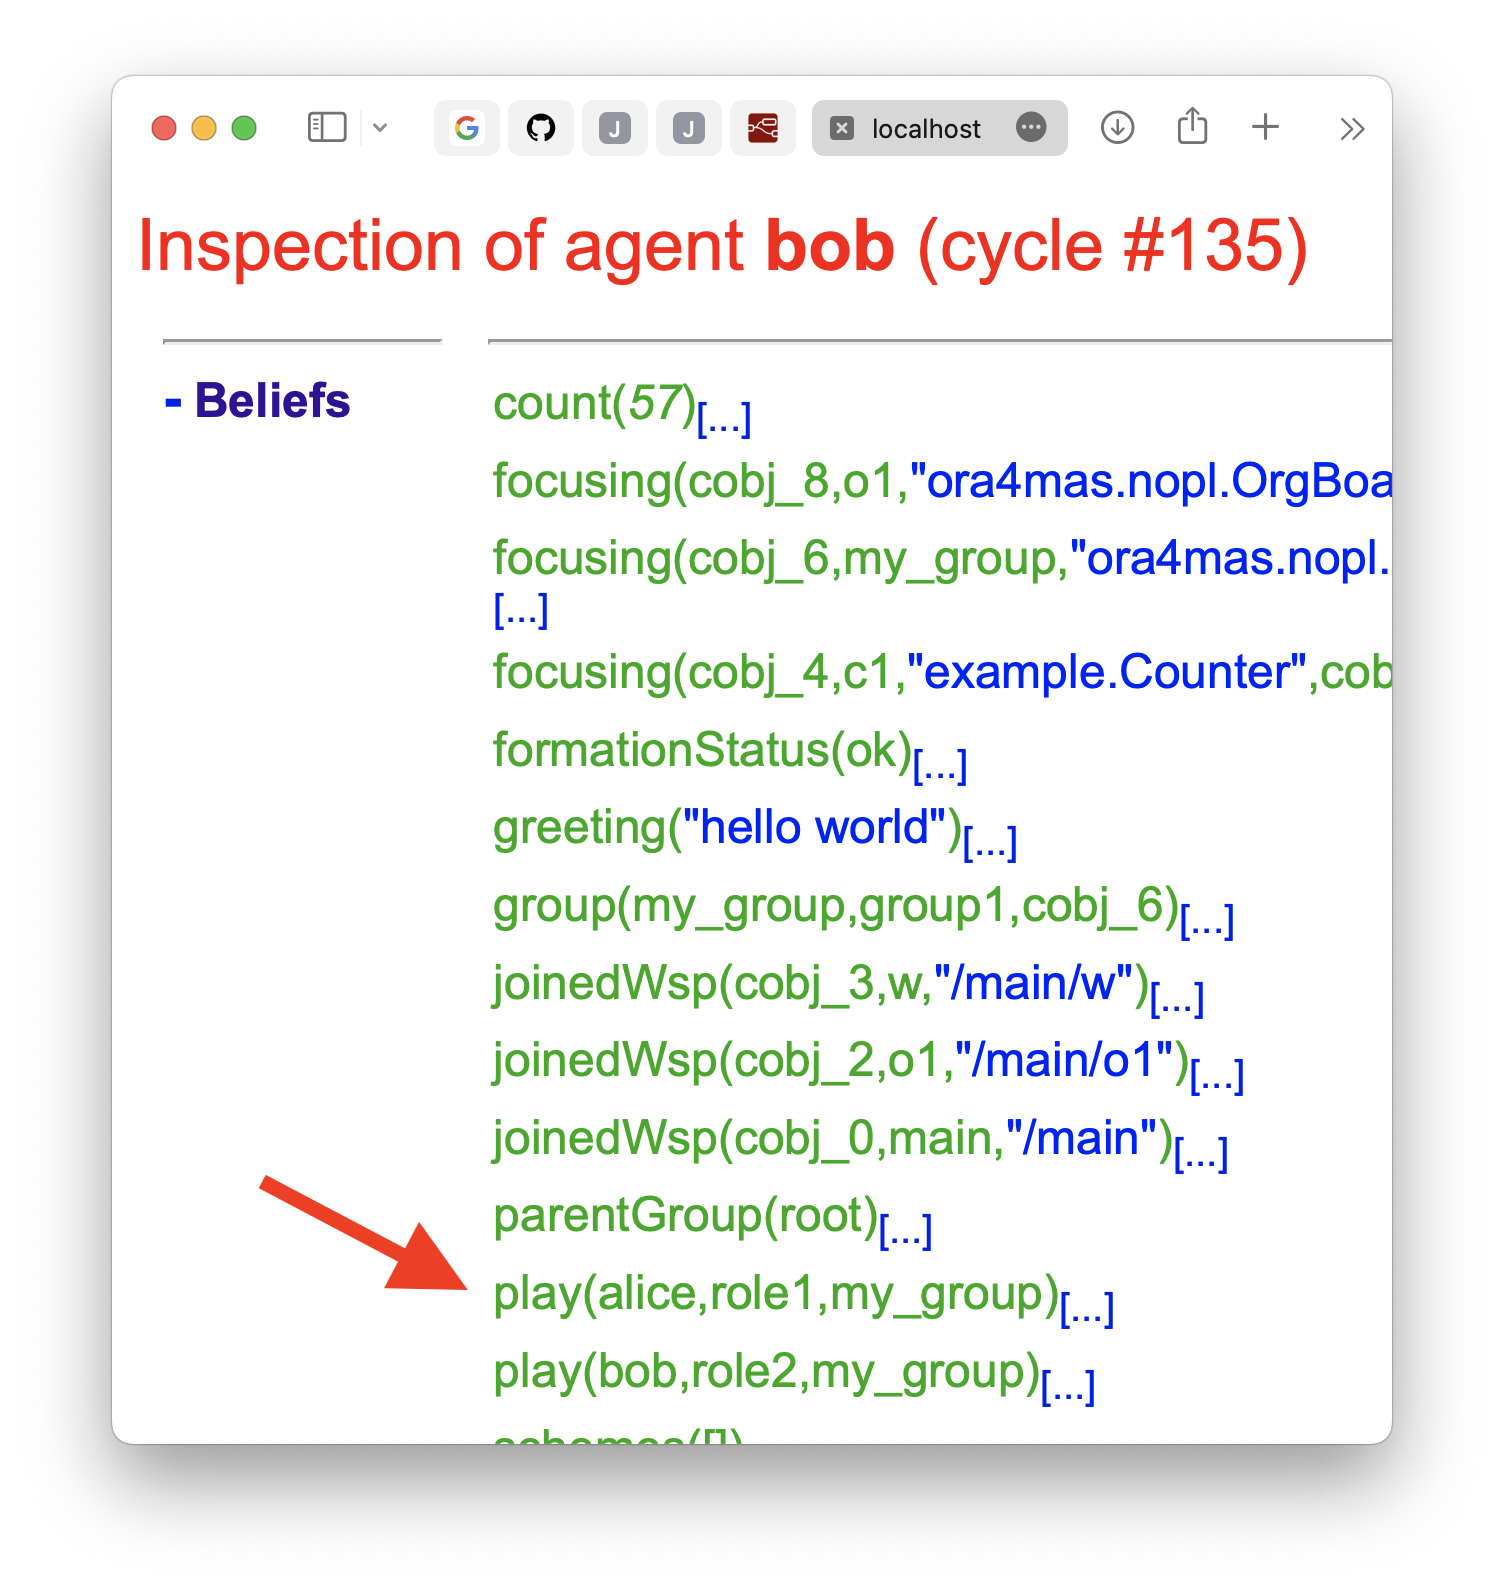 J
J
localhost
Inspection of agent bob (cycle #135)
- Beliefs
count(57)[...]
focusing(cobj_8,o1,"ora4mas.nopl.OrgBoa
focusing(cobj_6,my_group,"ora4mas.nopl.
[...]
focusing(cobj_4,c1,"example.Counter",cob
formationStatus(ok)[...]
greeting("hello world")[...]
group(my_group,group1,cobj_6)[...]
joinedWsp(cobj_3,w,"/main/w")[...]
joinedWsp(cobj_2,o1,"/main/o1")[...]
joinedWsp(cobj_0,main,"/main")[...]
parentGroup(root)[...]
play(alice,role1,my_group)[...]
play(bob,role2,my_group)[...]
schemes([])